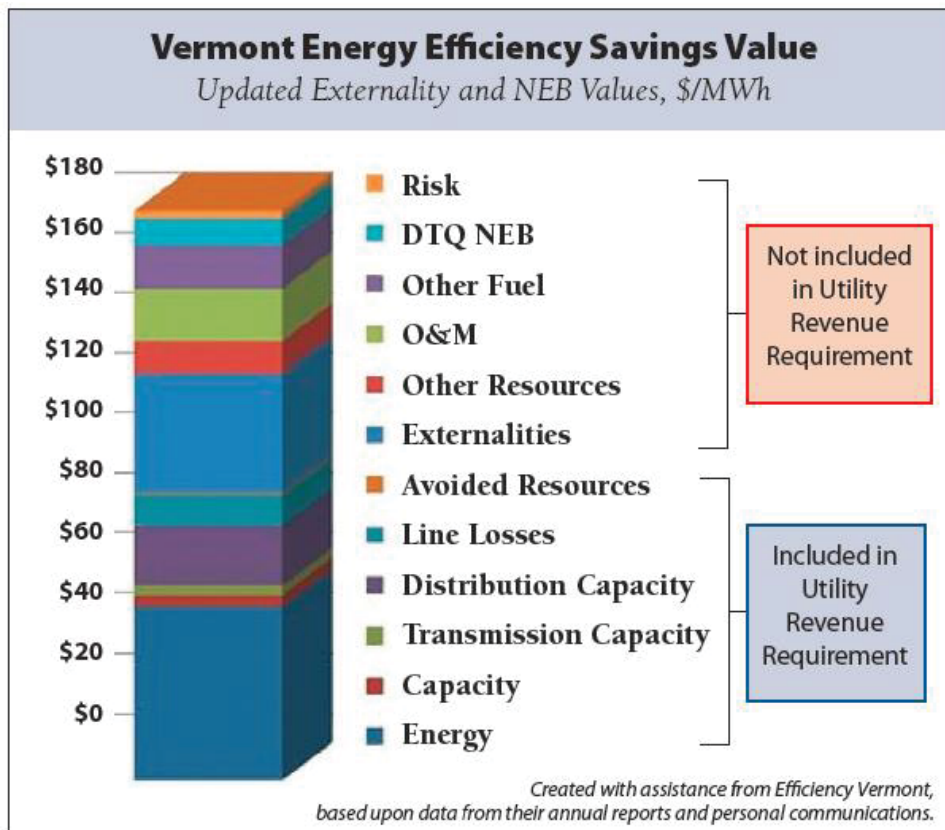 Vermont Energy Efficiency Savings Value
Updated Externality and NEB Values, $/MWh
$180
$160
$140
$120
$100
$80
$60
$40
$20
$0
Risk
DTQ NEB
Other Fuel
O&M
Other Resources
Externalities
Avoided Resources
Line Losses
Distribution Capacity
Transmission Capacity
Capacity
Energy
Not included
in Utility
Revenue
Requirement
Included in
Utility
Revenue
Requirement
Created with assistance from Efficiency Vermont,
based upon data from their annual reports and personal communications.